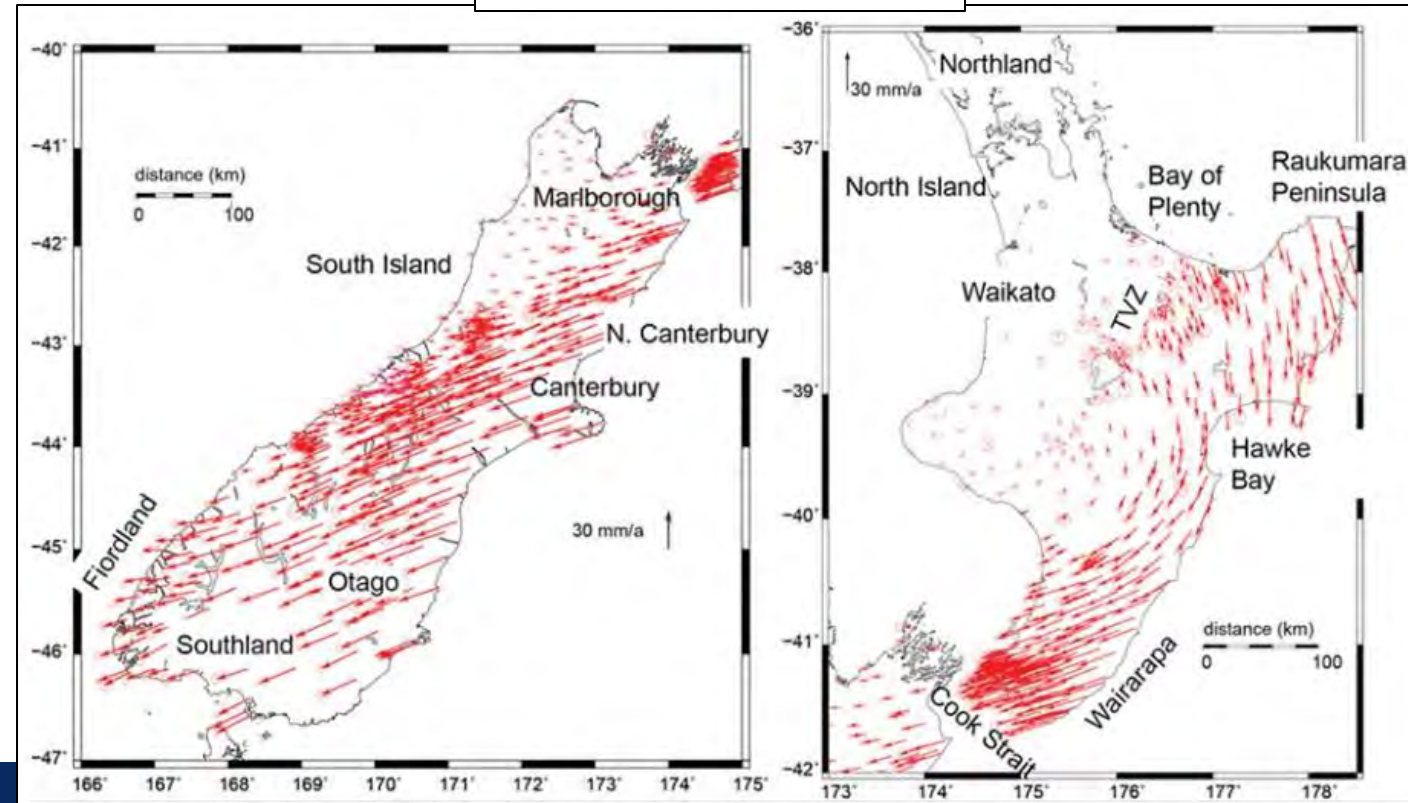 -40°
-41°
-42°
-43°
-44°
-45°
-46°
-47°
166°
167°
168°
169°
170°
171°
172°
173°
174°
175°
distance (km)
0
100
South Island
Marlborough
N. Canterbury
Canterbury
30 mm/a
Otago
Fiordland
Southland
-36°
-37°
-38°
-39°
-40°
-41°
-42°
173°
174°
175°
176°
177°
178°
30 mm/a
Northland
North Island
Bay of
Plenty
Raukumara
Peninsula
Waikato
TVZ
Hawke
Bay
Wairarapa
Cook Strait
distance (km)
0
100